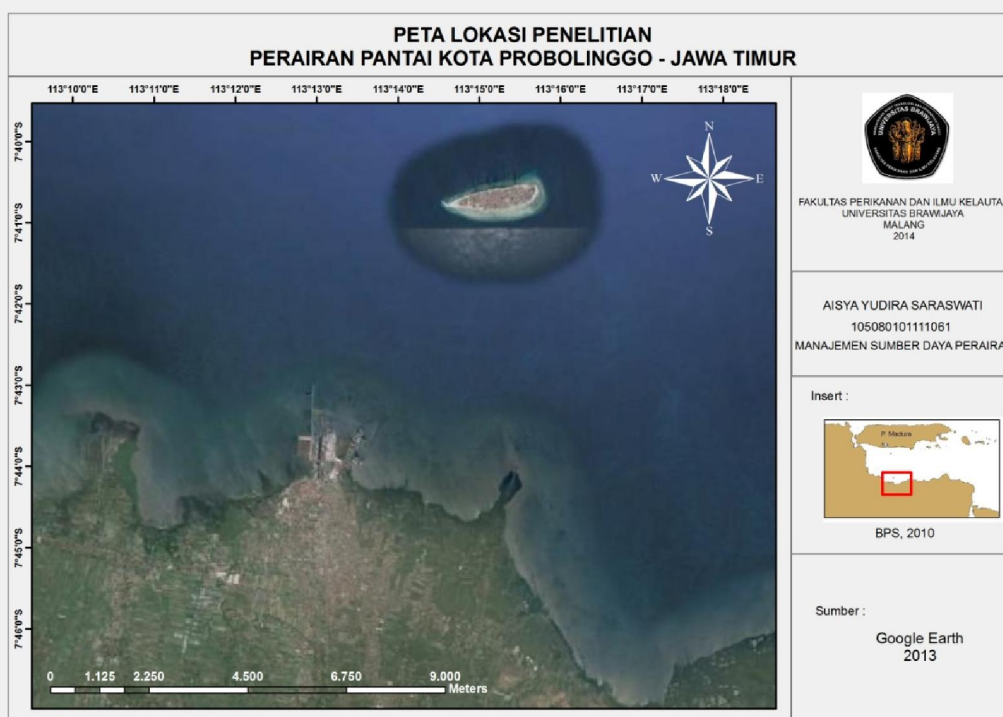 PETA LOKASI PENELITIAN
PERAIRAN PANTAI KOTA PROBOLINGGO - JAWA TIMUR
113°10'0"E 113°11'0"E 113°12'0"E 113°13'0"E 113°14'0"E 113°15'0"E 113°16'0"E 113°17'0"E 113°18'0"E
7°40'0"S
7°41'0"S
7°42'0"S
7°43'0"S
7°44'0"S
7°45'0"S
7°46'0"S
N
W E
S
0 1.125 2.250 4.500 6.750 9.000
Meters
UNIVERSITAS BRAWIJAYA
FAKULTAS PERIKANAN DAN ILMU KELAUTA
UNIVERSITAS BRAWIJAYA
MALANG
2014
AISYA YUDIRA SARASWATI
105080101111061
MANAJEMEN SUMBER DAYA PERAIRA
Insert :
P. Madura
BPS, 2010
Sumber :
Google Earth
2013